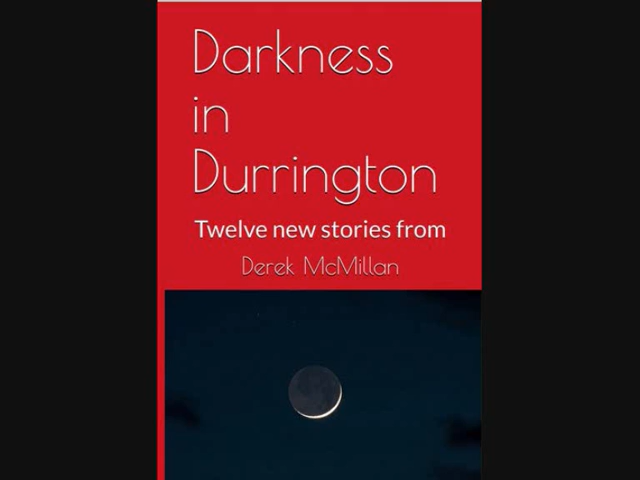 Darkness
in
Durrington
Twelve new stories from
Derek McMillan